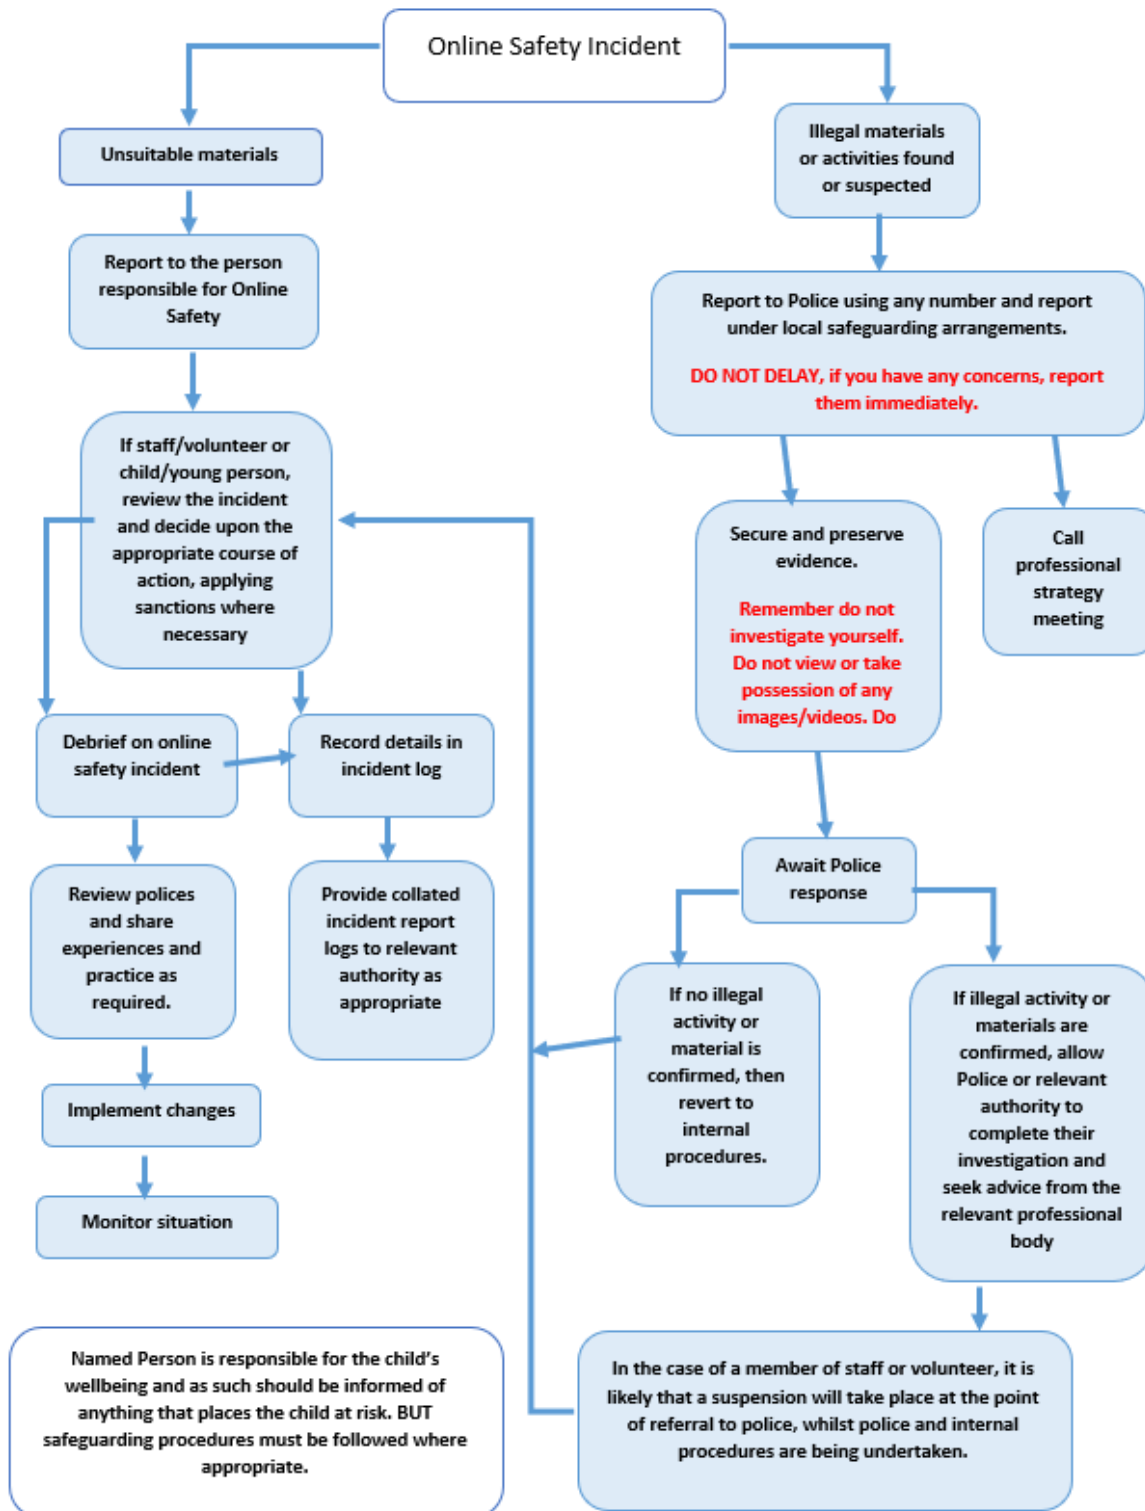 Online Safety Incident
Unsuitable materials
Illegal materials
or activities found
or suspected
Report to the person
responsible for Online
Safety
Report to Police using any number and report
under local safeguarding arrangements.
DO NOT DELAY, if you have any concerns, report
them immediately.
If staff/volunteer or
child/young person,
review the incident
and decide upon the
appropriate course of
action, applying
sanctions where
necessary
Secure and preserve
evidence.
Remember do not
investigate yourself.
Do not view or take
possession of any
images/videos. Do
Call
professional
strategy
meeting
Debrief on online
safety incident
Record details in
incident log
Review polices
and share
experiences and
practice as
required.
Provide collated
incident report
logs to relevant
authority as
appropriate
Await Police
response
If no illegal
activity or
material is
confirmed, then
revert to
internal
procedures.
If illegal activity or
materials are
confirmed, allow
Police or relevant
authority to
complete their
investigation and
seek advice from the
relevant professional
body
Implement changes
Monitor situation
Named Person is responsible for the child's
wellbeing and as such should be informed of
anything that places the child at risk. BUT
safeguarding procedures must be followed where
appropriate.
In the case of a member of staff or volunteer, it is
likely that a suspension will take place at the point
of referral to police, whilst police and internal
procedures are being undertaken.